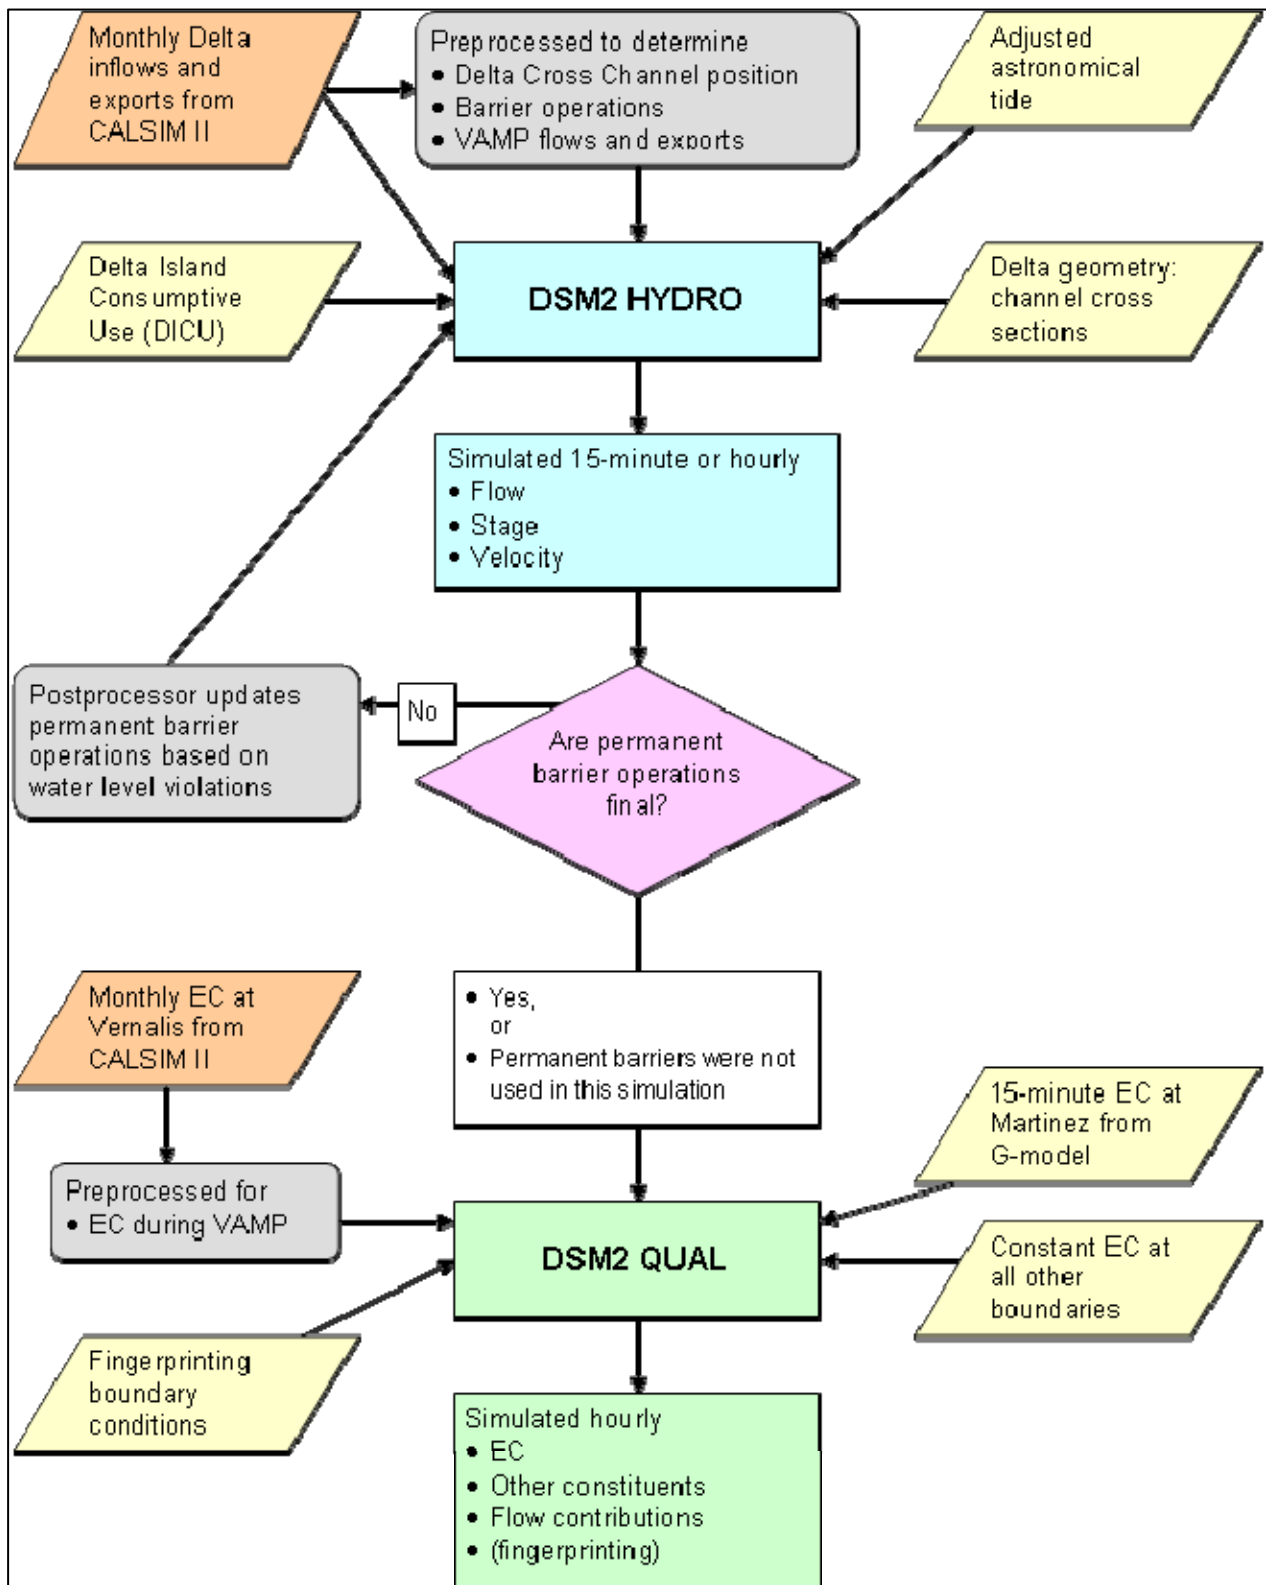 Monthly Delta
inflows and
exports from
CALSIM II
Preprocessed to determine
• Delta Cross Channel position
• Barrier operations
• VAMP flows and exports
Adjusted
astronomical
tide
Delta Island
Consumptive
Use (DICU)
DSM2 HYDRO
Delta geometry:
channel cross
sections
Simulated 15-minute or hourly
• Flow
• Stage
• Velocity
Postprocessor updates
permanent barrier
operations based on
water level violations
No
Are permanent
barrier operations
final?
Monthly EC at
Vernalis from
CALSIM II
• Yes,
or
• Permanent barriers were not
used in this simulation
15-minute EC at
Martinez from
G-model
Preprocessed for
• EC during VAMP
DSM2 QUAL
Constant EC at
all other
boundaries
Fingerprinting
boundary
conditions
Simulated hourly
• EC
• Other constituents
• Flow contributions
• (fingerprinting)